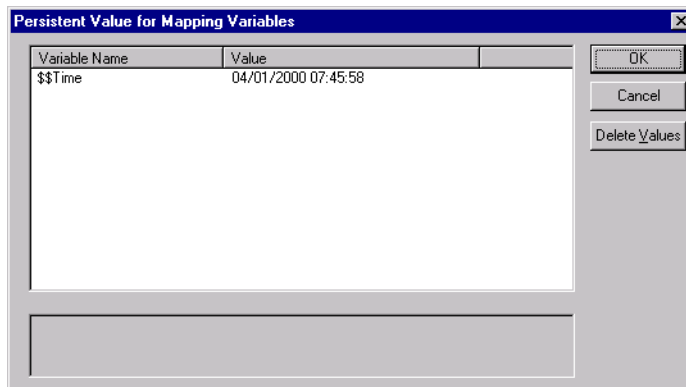 Persistent Value for Mapping Variables
Variable Name Value
$$Time 04/01/2000 07:45:58
OK
Cancel
Delete Values